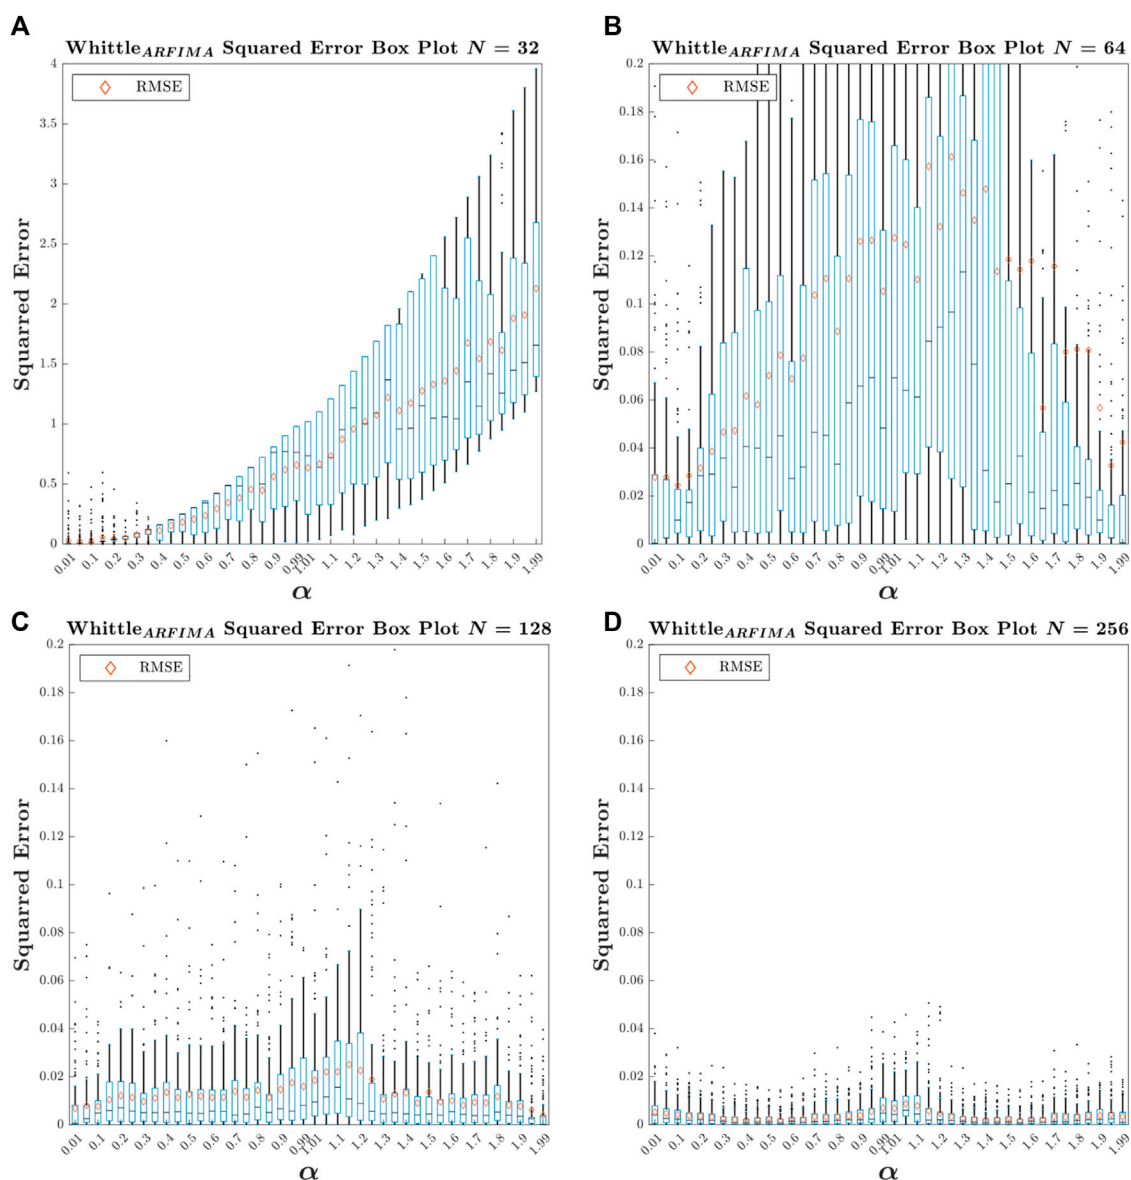 A
Whittle_ARFIMA Squared Error Box Plot N = 32
RMSE
4
3.5
3
2.5
2
1.5
1
0.5
0
Squarred Error
0.01 0.1 0.2 0.3 0.4 0.5 0.6 0.7 0.8 0.9 0.99 1.01 1.1 1.2 1.3 1.4 1.5 1.6 1.7 1.8 1.9 1.99
α
B
Whittle_ARFIMA Squared Error Box Plot N = 64
RMSE
0.2
0.18
0.16
0.14
0.12
0.1
0.08
0.06
0.04
0.02
0
Squarred Error
0.01 0.1 0.2 0.3 0.4 0.5 0.6 0.7 0.8 0.9 0.99 1.01 1.1 1.2 1.3 1.4 1.5 1.6 1.7 1.8 1.9 1.99
α
C
Whittle_ARFIMA Squared Error Box Plot N = 128
RMSE
0.2
0.18
0.16
0.14
0.12
0.1
0.08
0.06
0.04
0.02
0
Squarred Error
0.01 0.1 0.2 0.3 0.4 0.5 0.6 0.7 0.8 0.9 0.99 1.01 1.1 1.2 1.3 1.4 1.5 1.6 1.7 1.8 1.9 1.99
α
D
Whittle_ARFIMA Squared Error Box Plot N = 256
RMSE
0.2
0.18
0.16
0.14
0.12
0.1
0.08
0.06
0.04
0.02
0
Squarred Error
0.01 0.1 0.2 0.3 0.4 0.5 0.6 0.7 0.8 0.9 0.99 1.01 1.1 1.2 1.3 1.4 1.5 1.6 1.7 1.8 1.9 1.99
α